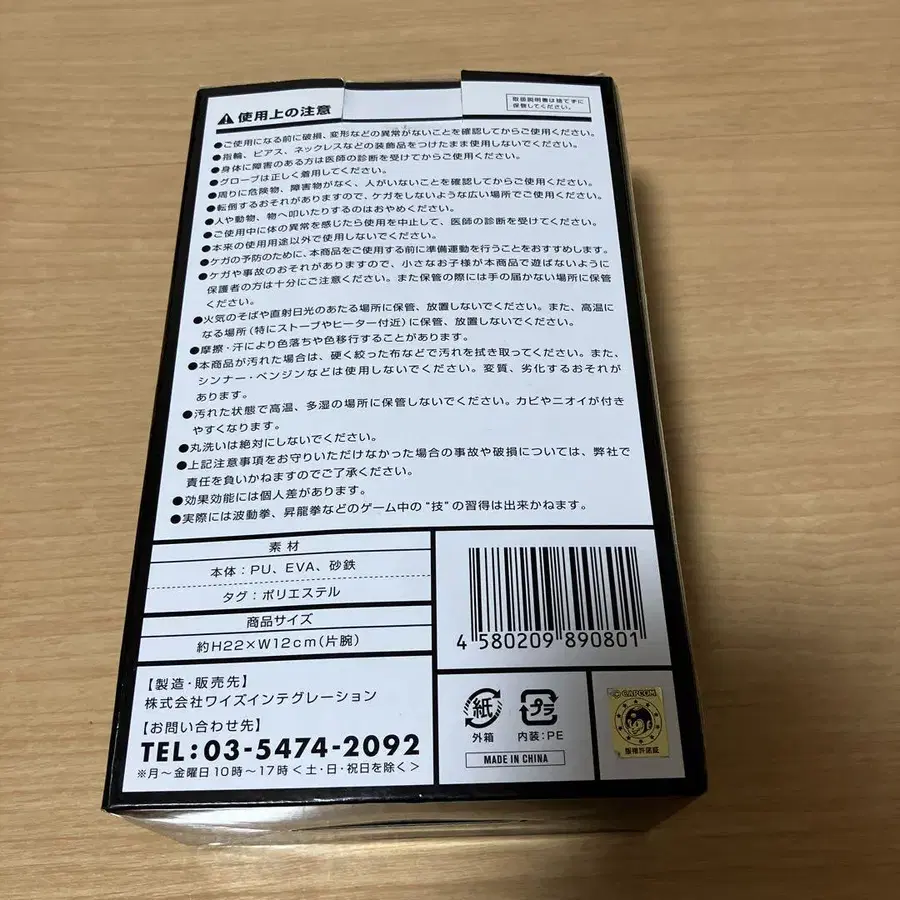 ⚠使用上の注意
取扱説明書は捨てずに
保管してください。
●ご使用になる前に破損、変形などの異常がないことを確認してからご使用ください。
●指輪、ピアス、ネックレスなどの装飾品をつけたまま使用しないでください。
●身体に障害のある方は医師の診断を受けてからご使用ください。
●グローブは正しく着用してください。
●周りに危険物、障害物がなく、人がいないことを確認してからご使用ください。
●転倒するおそれがありますので、ケガをしないような広い場所でご使用ください。
●人や動物、物へ叩いたりするのはおやめください。
●ご使用中に体の異常を感じたら使用を中止して、医師の診断を受けてください。
●本来の使用用途以外で使用しないでください。
●ケガの予防のために、本商品をご使用する前に準備運動を行うことをおすすめします。
●ケガや事故のおそれがありますので、小さなお子様が本商品で遊ばないように
保護者の方は十分にご注意ください。また保管の際には手の届かない場所に保管
ください。
●火気のそばや直射日光のあたる場所に保管、放置しないでください。また、高温に
なる場所(特にストーブやヒーター付近)に保管、放置しないでください。
●摩擦・汗により色落ちや色移行することがあります。
●本商品が汚れた場合は、硬く絞った布などで汚れを拭き取ってください。また、
シンナー・ベンジンなどは使用しないでください。変質、劣化するおそれが
あります。
●汚れた状態で高温、多湿の場所に保管しないでください。カビやニオイが付き
やすくなります。
●丸洗いは絶対にしないでください。
●上記注意事項をお守りいただけなかった場合の事故や破損については、弊社で
責任を負いかねますのでご了承ください。
●効果効能には個人差があります。
●実際には波動拳、昇龍拳などのゲーム中の"技"の習得は出来かねます。
素材
本体:PU、EVA、砂鉄
タグ:ポリエステル
商品サイズ
約H22×W12cm(片腕)
【製造・販売元】
株式会社ワイズインテグレーション
【お問い合わせ先】
TEL:03-5474-2092
※月〜金曜日10時〜17時<土・日・祝日を除く>
4 580209 890801
紙
外箱
プラ
内装:PE
MADE IN CHINA
CAPCOM
版権許諾証